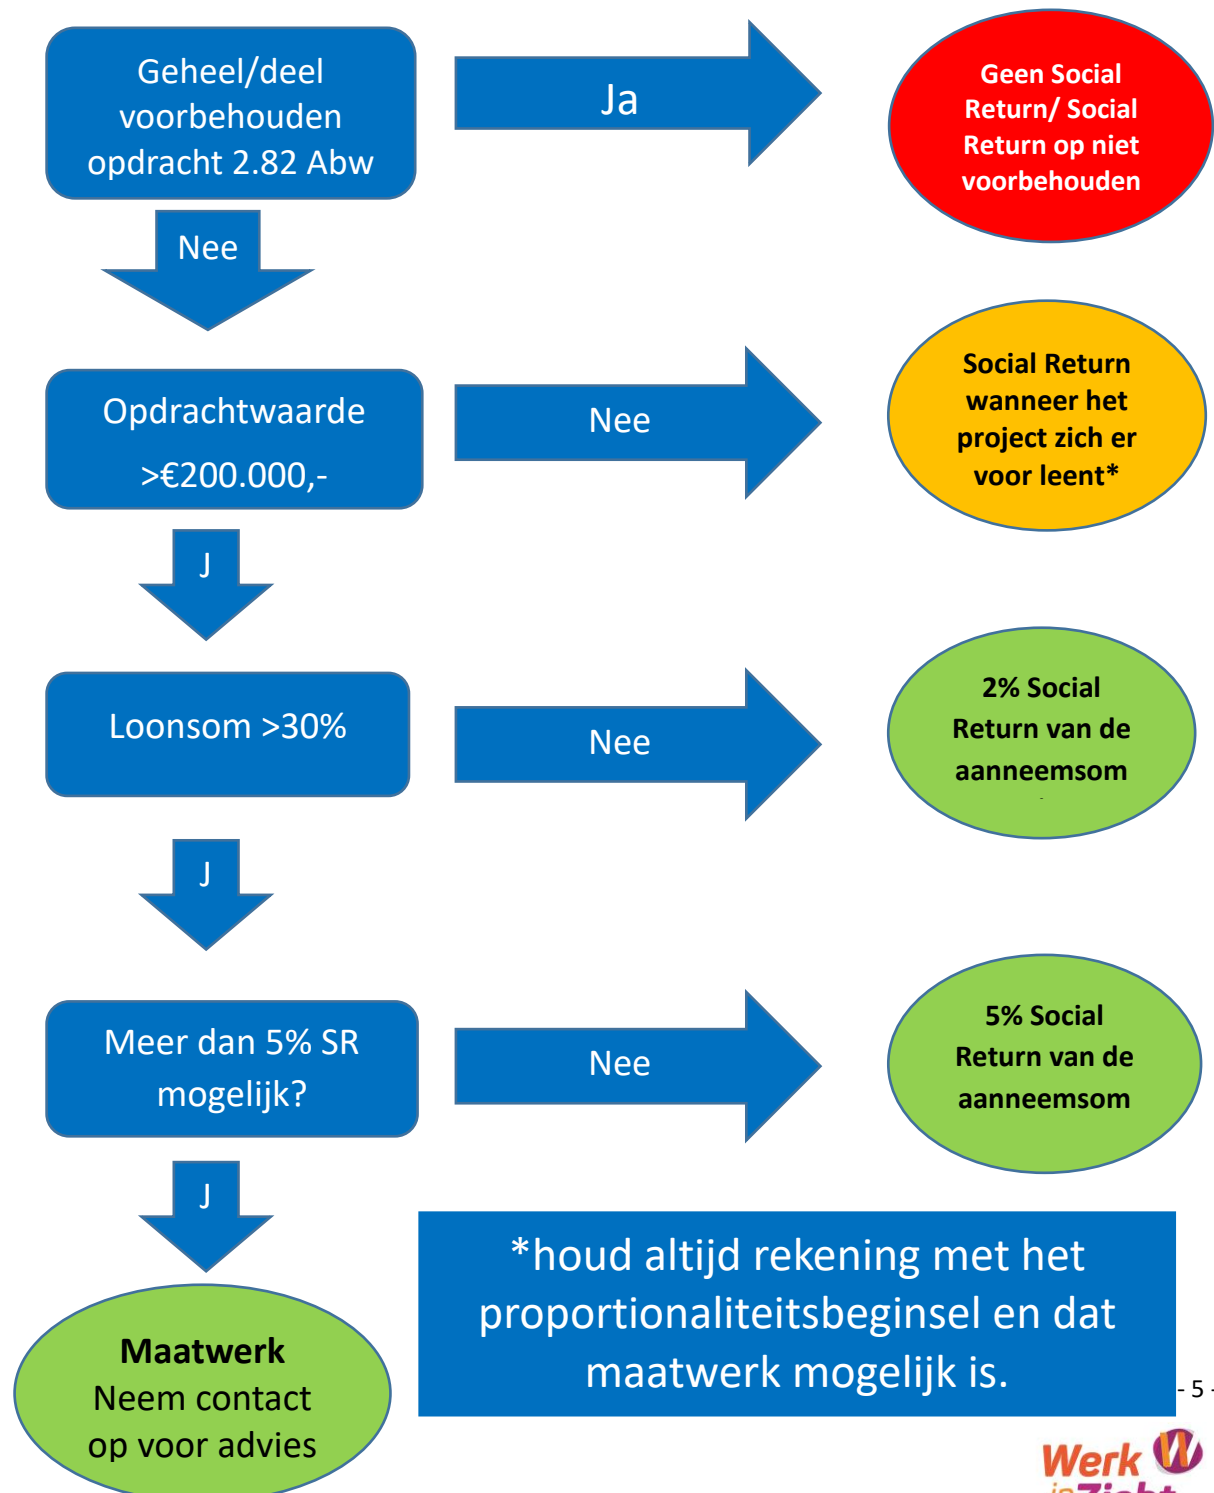 Geheel/deel
voorbehouden
opdracht 2.82 Abw
Ja
Geen Social
Return/ Social
Return op niet
voorbehouden
Nee
Opdrachtwaarde
>€200.000,-
Nee
Social Return
wanneer het
project zich er
voor leent*
J
Loonsom >30%
Nee
2% Social
Return van de
aanneemsom
J
Meer dan 5% SR
mogelijk?
Nee
5% Social
Return van de
aanneemsom
J
Maatwerk
Neem contact
op voor advies
*houd altijd rekening met het
proportionaliteitsbeginsel en dat
maatwerk mogelijk is.
- 5 -
Werk
inZicht